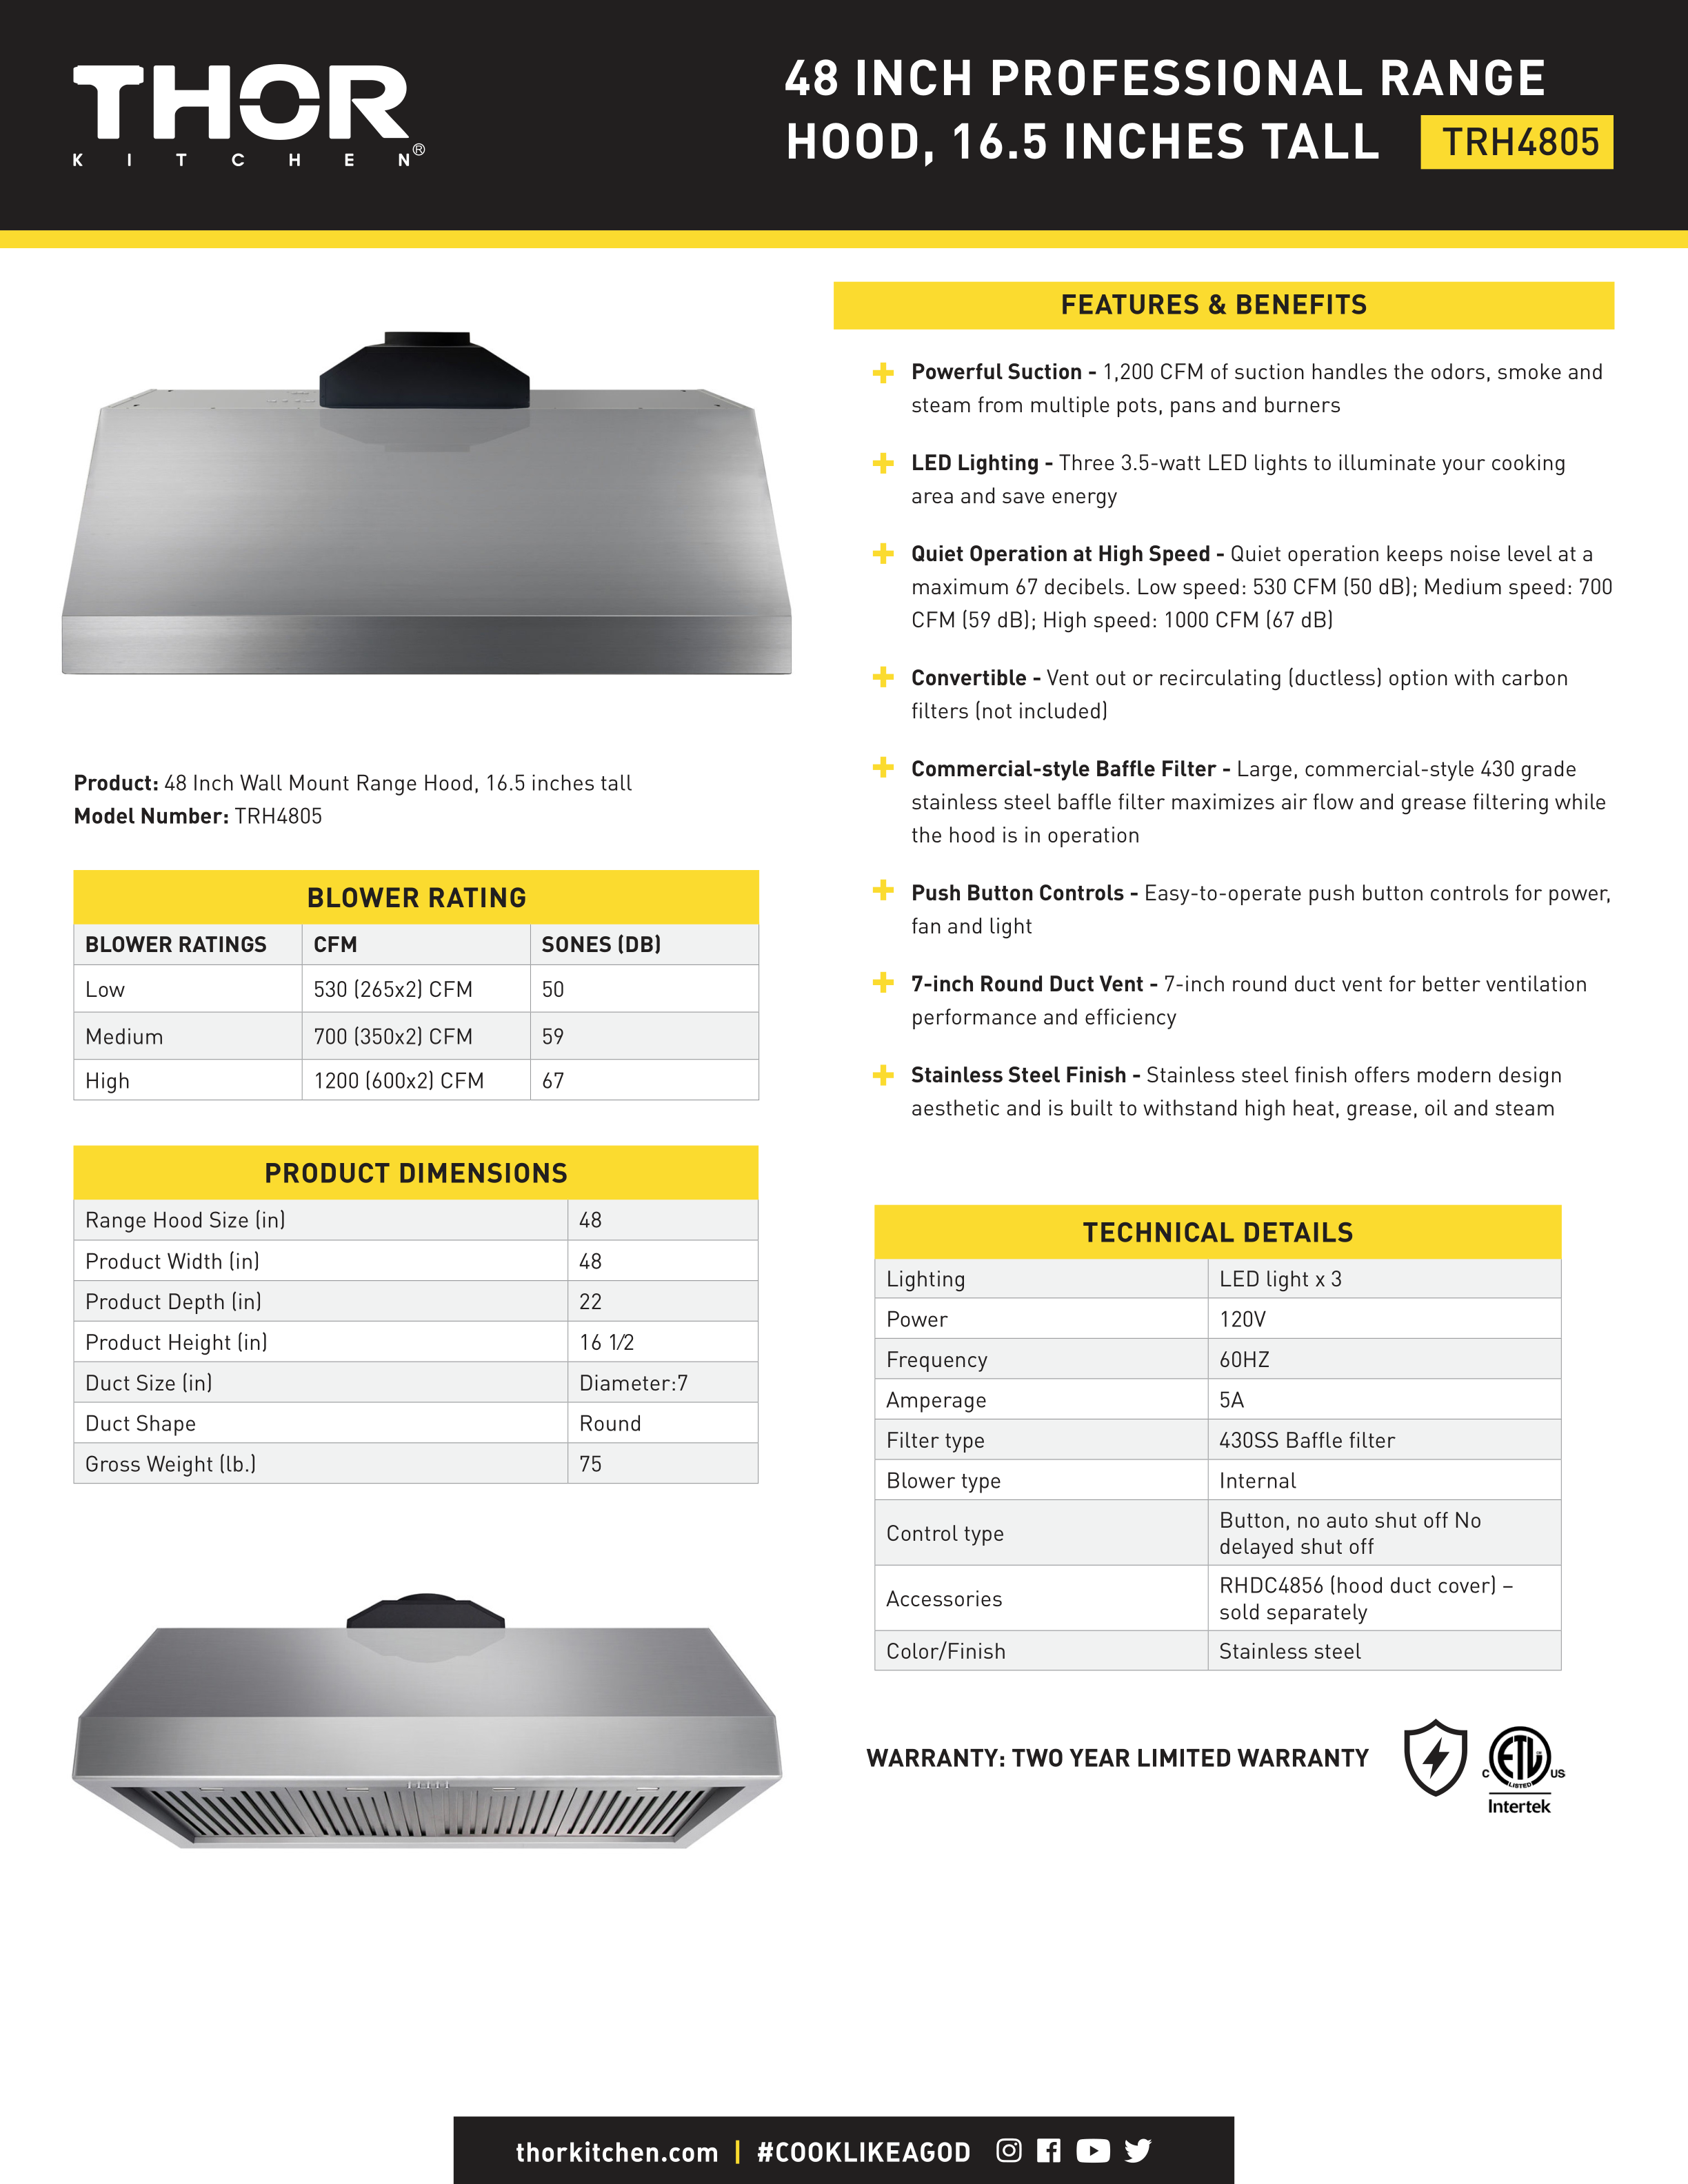 THOR
KITCHEN®
48 INCH PROFESSIONAL RANGE
HOOD, 16.5 INCHES TALL TRH4805
Product: 48 Inch Wall Mount Range Hood, 16.5 inches tall
Model Number: TRH4805
BLOWER RATING
BLOWER RATINGS CFM SONES (DB)
Low 530 (265x2) CFM 50
Medium 700 (350x2) CFM 59
High 1200 (600x2) CFM 67
PRODUCT DIMENSIONS
Range Hood Size (in) 48
Product Width (in) 48
Product Depth (in) 22
Product Height (in) 16 1/2
Duct Size (in) Diameter:7
Duct Shape Round
Gross Weight (lb.) 75
FEATURES & BENEFITS
Powerful Suction - 1,200 CFM of suction handles the odors, smoke and
steam from multiple pots, pans and burners
LED Lighting - Three 3.5-watt LED lights to illuminate your cooking
area and save energy
Quiet Operation at High Speed - Quiet operation keeps noise level at a
maximum 67 decibels. Low speed: 530 CFM (50 dB); Medium speed: 700
CFM (59 dB); High speed: 1000 CFM (67 dB)
Convertible - Vent out or recirculating (ductless) option with carbon
filters (not included)
Commercial-style Baffle Filter - Large, commercial-style 430 grade
stainless steel baffle filter maximizes air flow and grease filtering while
the hood is in operation
Push Button Controls - Easy-to-operate push button controls for power,
fan and light
7-inch Round Duct Vent - 7-inch round duct vent for better ventilation
performance and efficiency
Stainless Steel Finish - Stainless steel finish offers modern design
aesthetic and is built to withstand high heat, grease, oil and steam
TECHNICAL DETAILS
Lighting LED light x 3
Power 120V
Frequency 60HZ
Amperage 5A
Filter type 430SS Baffle filter
Blower type Internal
Control type Button, no auto shut off No
delayed shut off
Accessories RHDC4856 (hood duct cover) –
sold separately
Color/Finish Stainless steel
WARRANTY: TWO YEAR LIMITED WARRANTY
C ETL US
LISTED
Intertek
thorkitchen.com | #COOKLIKEAGOD